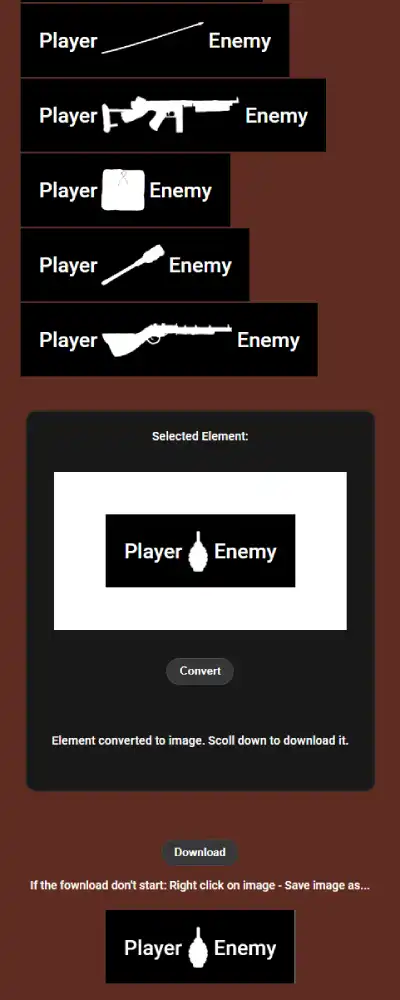 Player Enemy
Player Enemy
Player Enemy
Player Enemy
Player Enemy
Selected Element:
Player Enemy
Convert
Element converted to image. Scoll down to download it.
Download
If the fownload don't start: Right click on image - Save image as...
Player Enemy